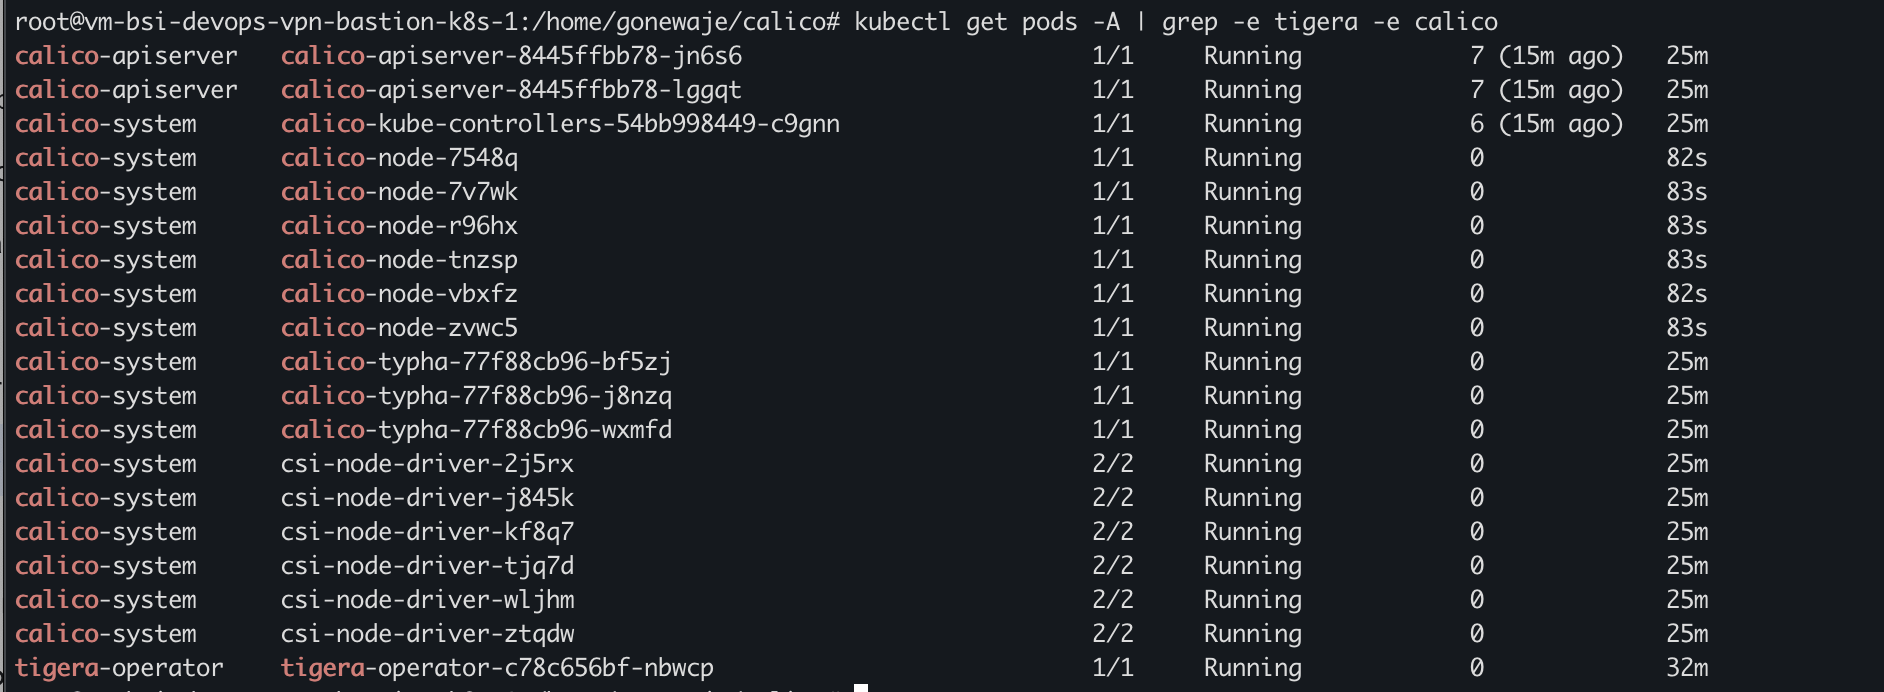 root@vm-bsi-devops-vpn-bastion-k8s-1:/home/gonewaje/calico# kubectl get pods -A | grep -e tigera -e calico
calico-apiserver   calico-apiserver-8445ffbb78-jn6s6   1/1   Running   7 (15m ago)   25m
calico-apiserver   calico-apiserver-8445ffbb78-lggqt   1/1   Running   7 (15m ago)   25m
calico-system   calico-kube-controllers-54bb998449-c9gnn   1/1   Running   6 (15m ago)   25m
calico-system   calico-node-7548q   1/1   Running   0   82s
calico-system   calico-node-7v7wk   1/1   Running   0   83s
calico-system   calico-node-r96hx   1/1   Running   0   83s
calico-system   calico-node-tnzsp   1/1   Running   0   83s
calico-system   calico-node-vbxfz   1/1   Running   0   82s
calico-system   calico-node-zvwc5   1/1   Running   0   83s
calico-system   calico-typha-77f88cb96-bf5zj   1/1   Running   0   25m
calico-system   calico-typha-77f88cb96-j8nzq   1/1   Running   0   25m
calico-system   calico-typha-77f88cb96-wxmfd   1/1   Running   0   25m
calico-system   csi-node-driver-2j5rx   2/2   Running   0   25m
calico-system   csi-node-driver-j845k   2/2   Running   0   25m
calico-system   csi-node-driver-kf8q7   2/2   Running   0   25m
calico-system   csi-node-driver-tjq7d   2/2   Running   0   25m
calico-system   csi-node-driver-wljhm   2/2   Running   0   25m
calico-system   csi-node-driver-ztqdw   2/2   Running   0   25m
tigera-operator   tigera-operator-c78c656bf-nbwcp   1/1   Running   0   32m